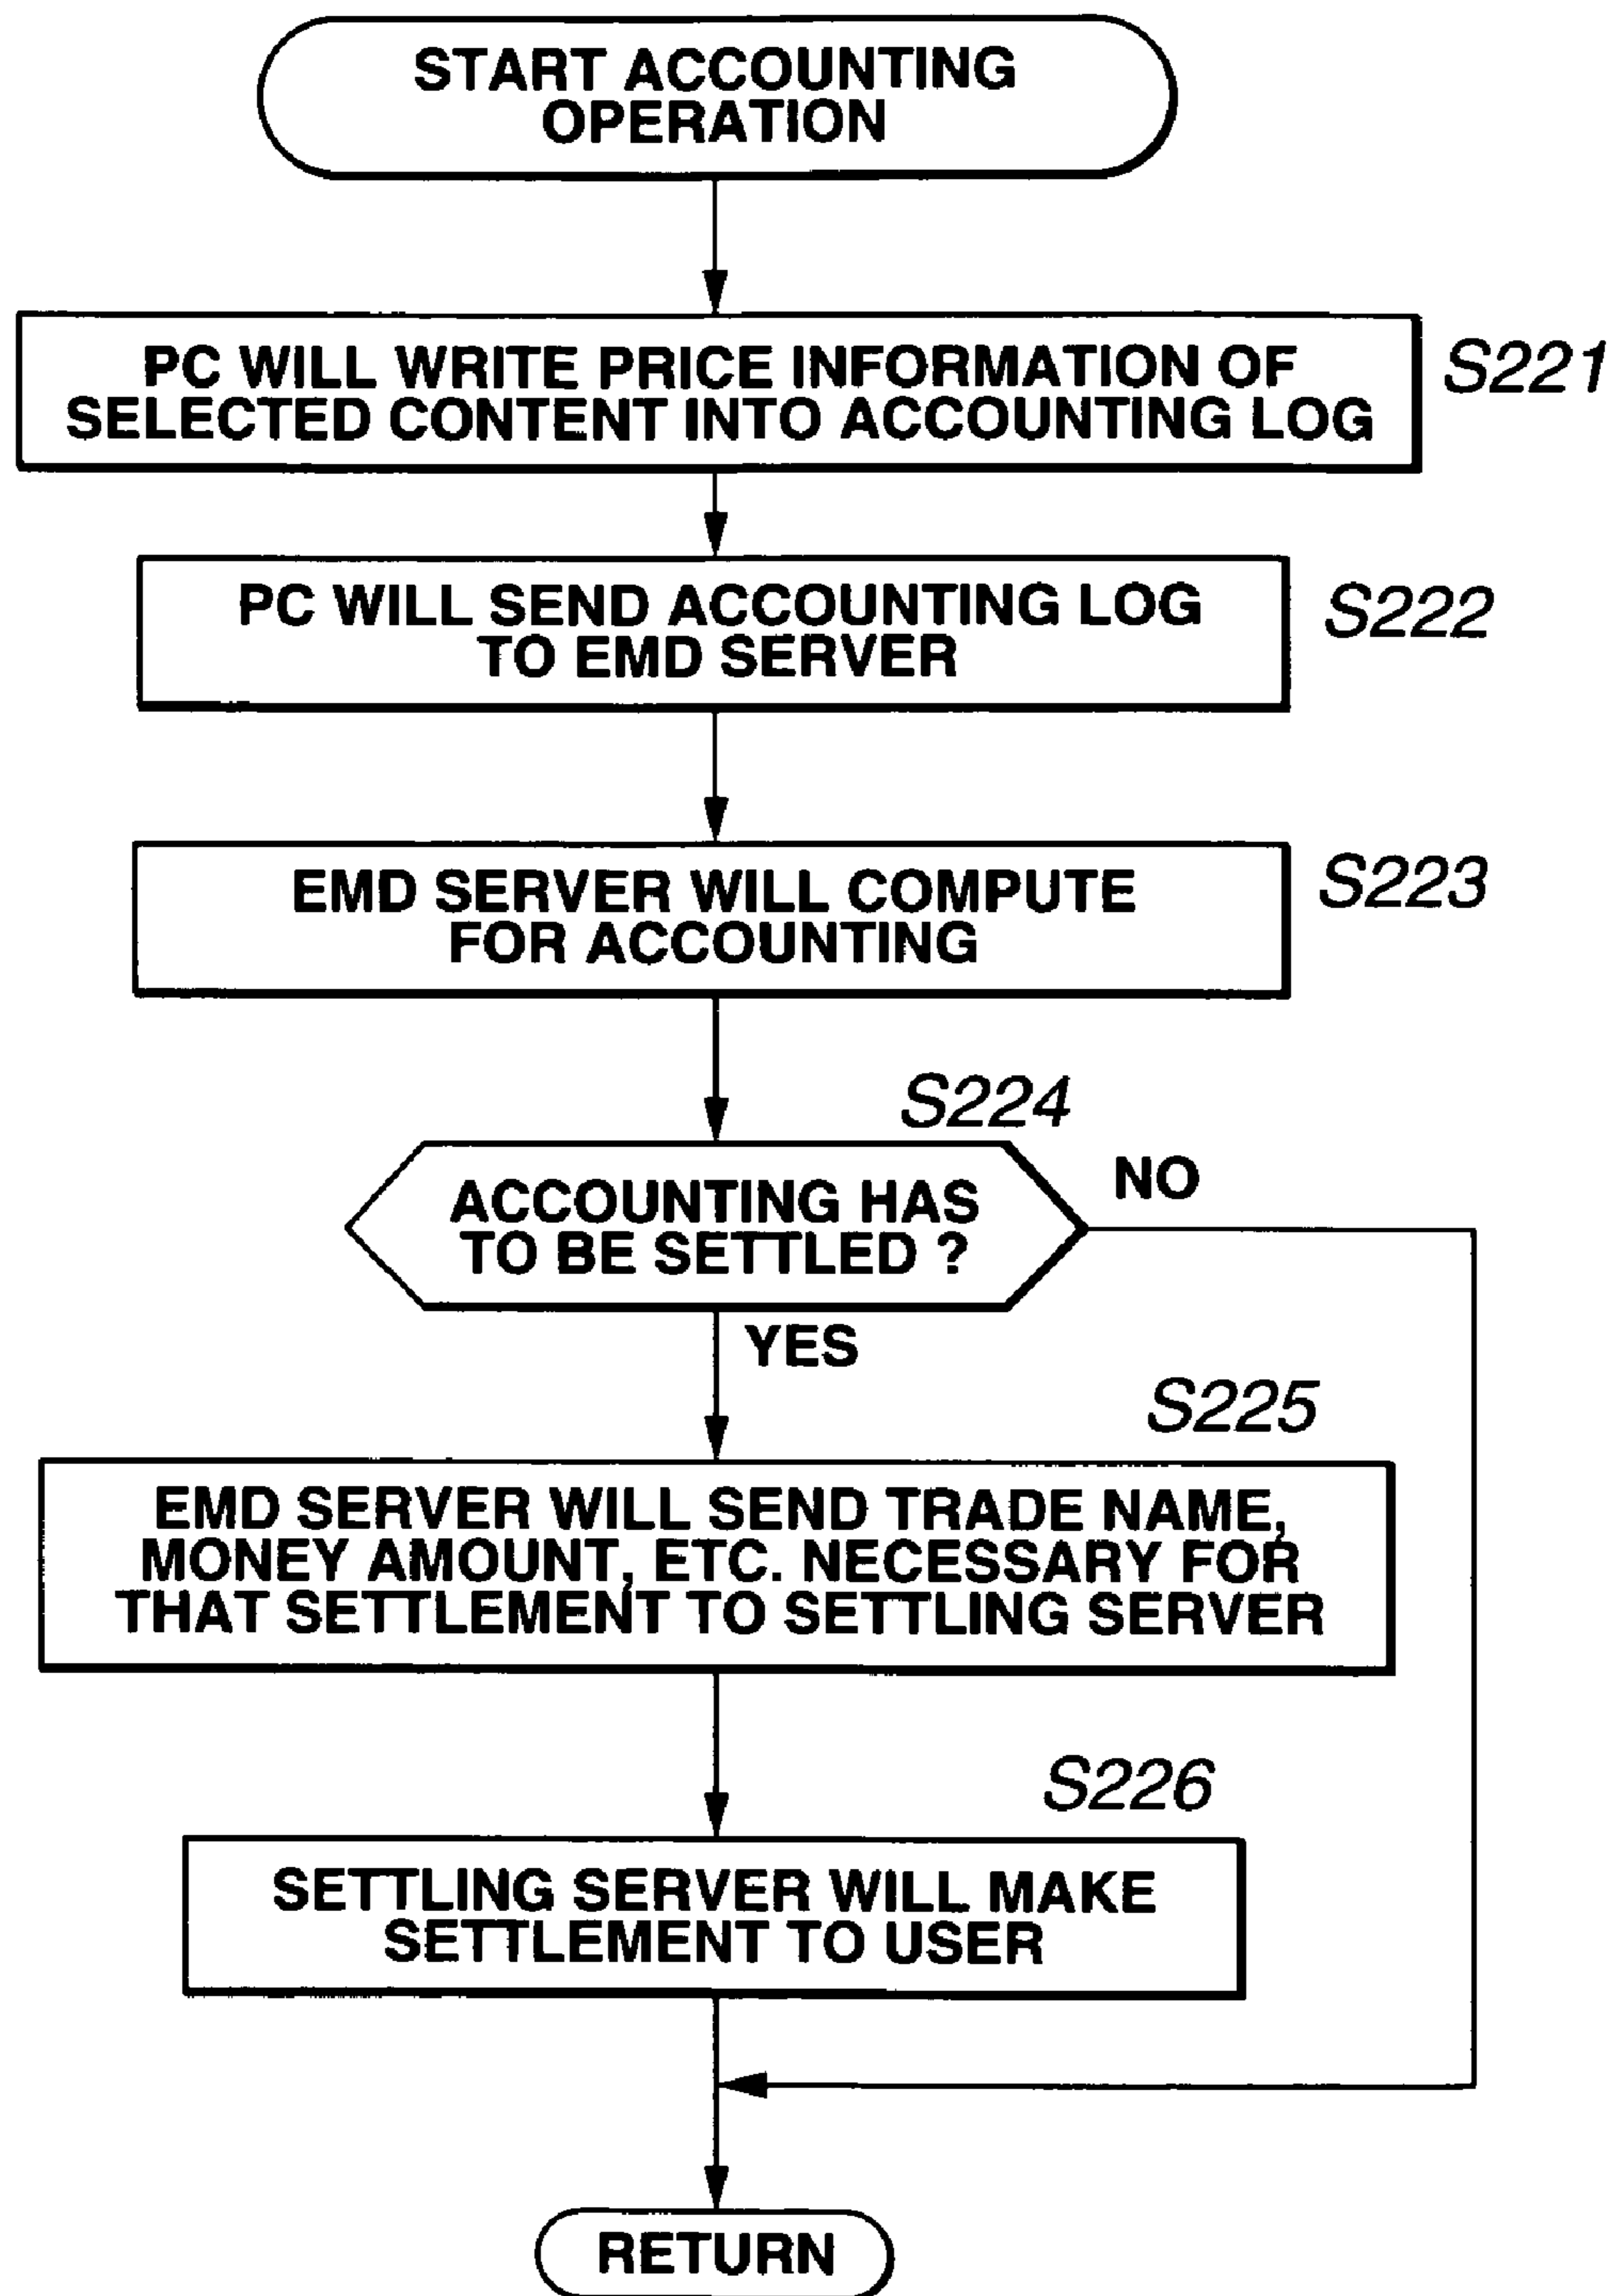 START ACCOUNTING
OPERATION
PC WILL WRITE PRICE INFORMATION OF
SELECTED CONTENT INTO ACCOUNTING LOG
S221
PC WILL SEND ACCOUNTING LOG
TO EMD SERVER
S222
EMD SERVER WILL COMPUTE
FOR ACCOUNTING
S223
S224
ACCOUNTING HAS
TO BE SETTLED ?
NO
YES
S225
EMD SERVER WILL SEND TRADE NAME,
MONEY AMOUNT, ETC. NECESSARY FOR
THAT SETTLEMENT TO SETTLING SERVER
S226
SETTLING SERVER WILL MAKE
SETTLEMENT TO USER
RETURN